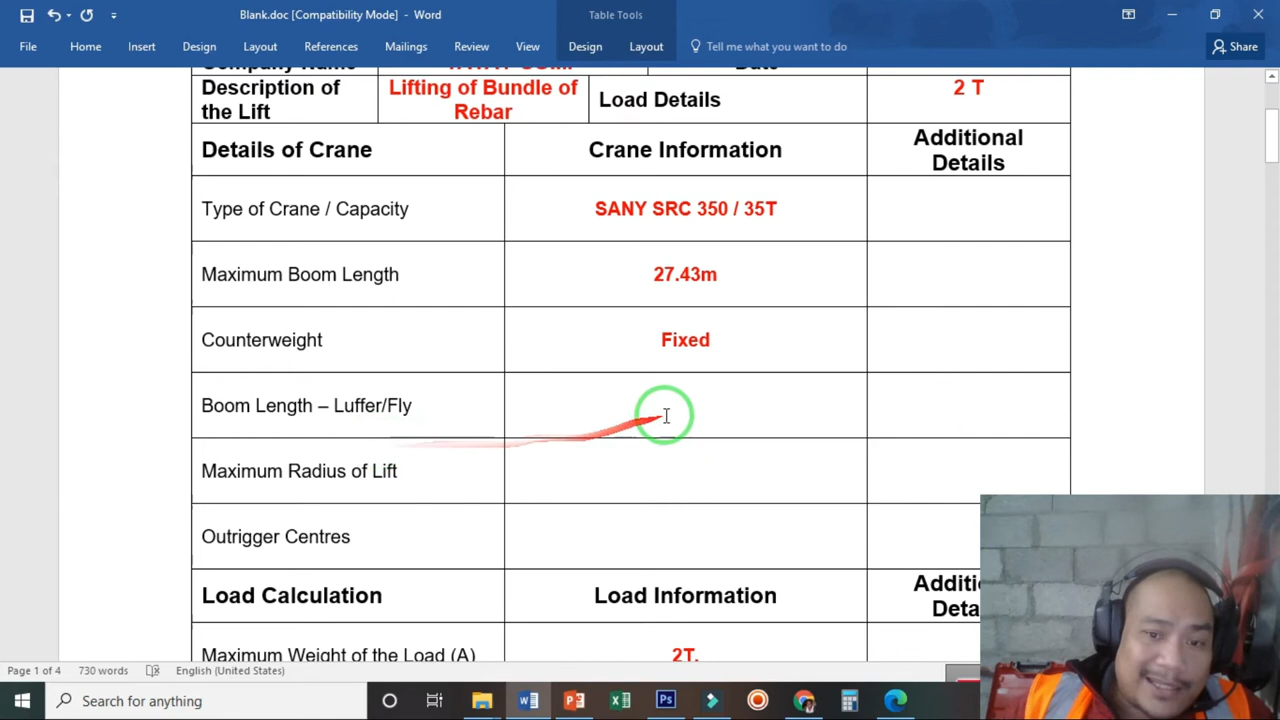 Blank.doc [Compatibility Mode] - Word
Table Tools
File
Home
Insert
Design
Layout
References
Mailings
Review
View
Design
Layout
Tell me what you want to do
Share
Company Name
Date
Description of
the Lift
Lifting of Bundle of
Rebar
Load Details
2 T
Details of Crane
Crane Information
Additional
Details
Type of Crane / Capacity
SANY SRC 350 / 35T
Maximum Boom Length
27.43m
Counterweight
Fixed
Boom Length – Luffer/Fly
Maximum Radius of Lift
Outrigger Centres
Load Calculation
Load Information
Maximum Weight of the Load (A)
2T.
Page 1 of 4
730 words
English (United States)
Search for anything